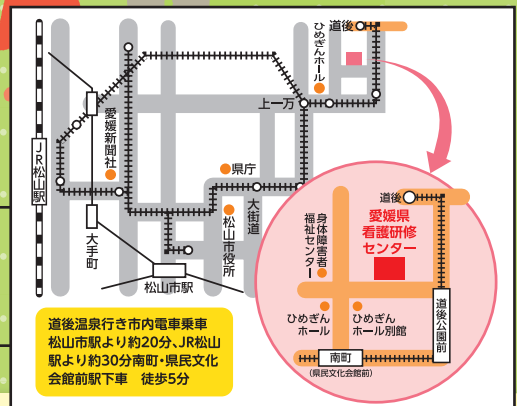 道後
ひめぎんホール
上一万
愛媛新聞社
県庁
JR松山駅
松山市役所
大街道
大手町
松山市駅
道後
愛媛県
看護研修
センター
身体障害者
福祉センター
道後公園前
ひめぎん
ホール
ひめぎん
ホール別館
南町
(県民文化会館前)
道後温泉行き市内電車乗車
松山市駅より約20分、JR松山
駅より約30分南町・県民文化
会館前駅下車 徒歩5分